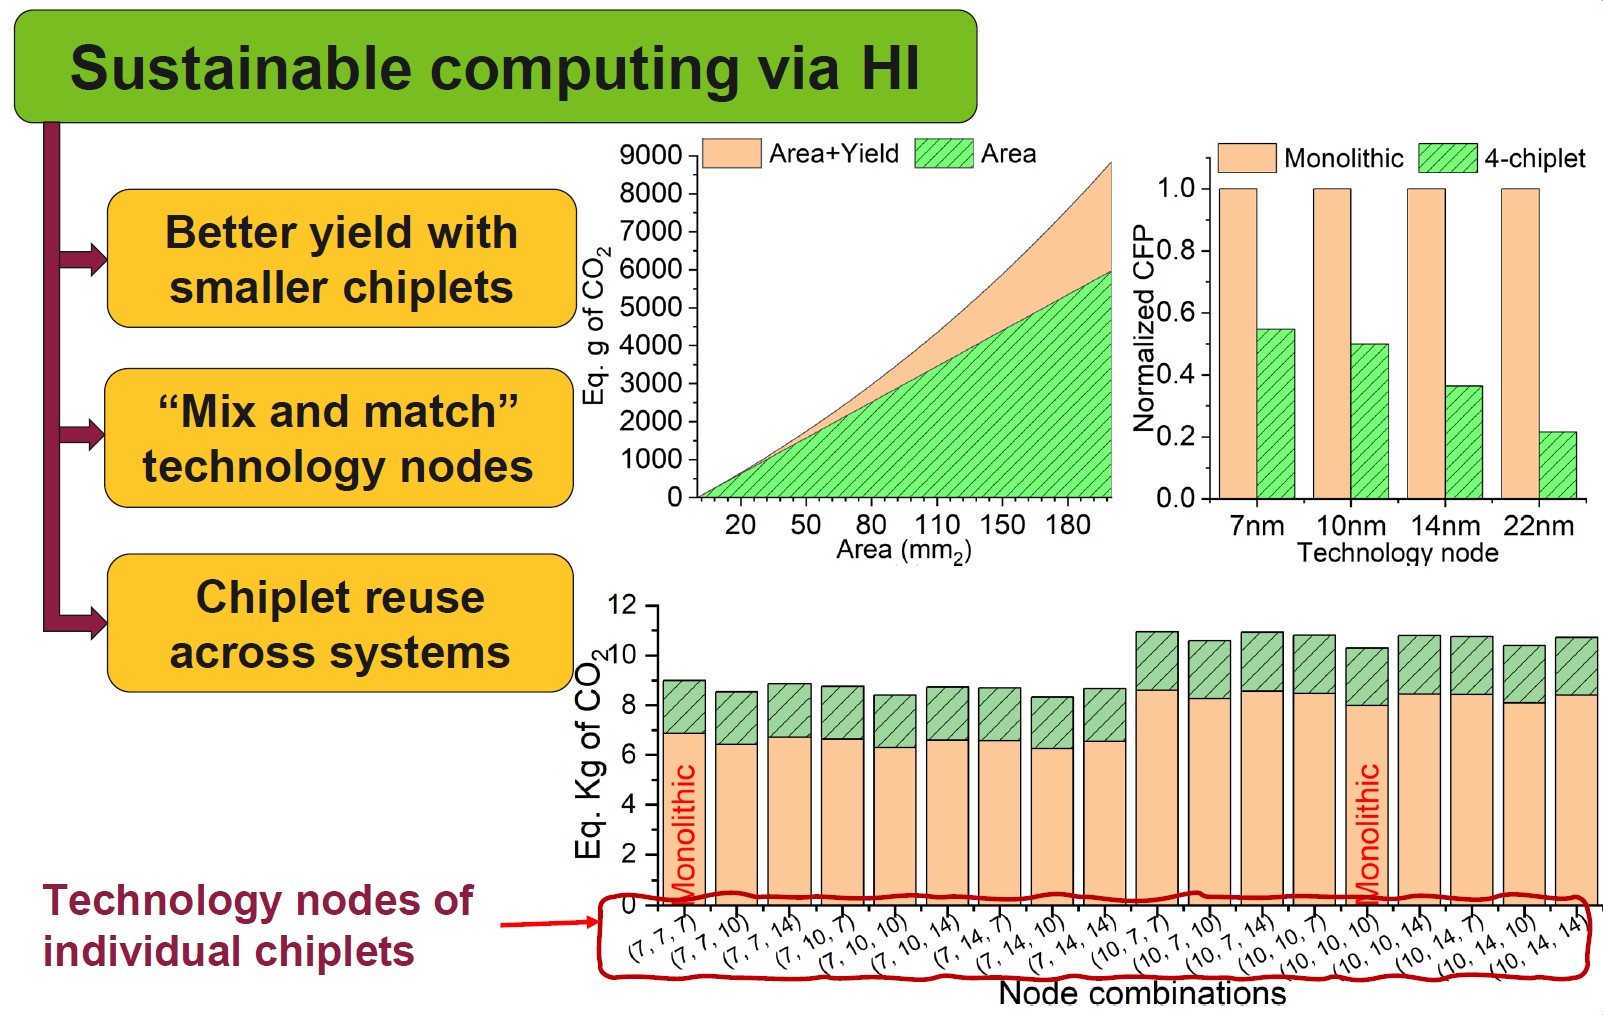 Sustainable computing via HI
Better yield with
smaller chiplets
“Mix and match”
technology nodes
Chiplet reuse
across systems
Technology nodes of
individual chiplets
Area+Yield
Area
Eq. g of CO2
9000
8000
7000
6000
5000
4000
3000
2000
1000
0
20 50 80 110 150 180
Area (mm2)
Monolithic
4-chiplet
Normalized CFP
1.0
0.8
0.6
0.4
0.2
0.0
7nm 10nm 14nm 22nm
Technology node
Eq. Kg of CO2
12
10
8
6
4
2
0
Monolithic
Monolithic
(7, 7, 7)
(7, 7, 10)
(7, 7, 14)
(7, 10, 7)
(7, 10, 10)
(7, 10, 14)
(7, 14, 7)
(7, 14, 10)
(7, 14, 14)
(10, 7, 7)
(10, 7, 10)
(10, 7, 14)
(10, 10, 7)
(10, 10, 10)
(10, 10, 14)
(10, 14, 7)
(10, 14, 10)
(10, 14, 14)
Node combinations